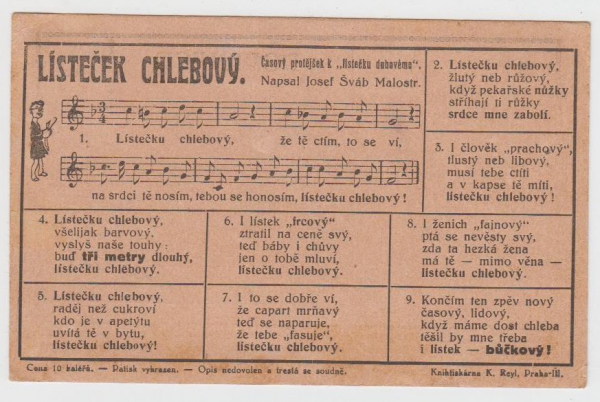 LÍSTEČEK CHLEBOVÝ.
Časový protějšek k „lístečku dubovému“.
Napsal Josef Šváb Malostr.
1. Lístečku chlebový, že tě ctím, to se ví,
na srdci tě nosím, tebou se honosím, lístečku chlebový!
2. Lístečku chlebový,
žlutý neb růžový,
když pekařské nůžky
stříhají ti růžky
srdce mne zabolí.
3. I člověk „prachový“,
tlustý neb libový,
musí tebe ctíti
a v kapse tě míti,
lístečku chlebový!
4. Lístečku chlebový,
všelijak barvový,
vyslyš naše touhy:
buď tři metry dlouhý,
lístečku chlebový.
5. Lístečku chlebový,
raděj než cukroví
kdo je v apetýtu
uvítá tě v bytu,
lístečku chlebový!
6. I lístek „frcový“
ztratil na ceně svý,
teď báby i chůvy
jen o tobě mluví,
lístečku chlebový.
7. I to se dobře ví,
že capart mrňavý
teď se naparuje,
že tebe „fasuje“,
lístečku chlebový.
8. I ženich „fajnový“
ptá se nevěsty svý,
zda ta hezká žena
má tě — mimo věna —
lístečku chlebový.
9. Končím ten zpěv nový
časový, lidový,
když máme dost chleba
těšil by mne třeba
i lístek — bůčkový!
Cena 10 haléřů. — Patisk vyhrazen. — Opis nedovolen a trestá se soudně.
Knihtiskárna K. Reyl, Praha-III.